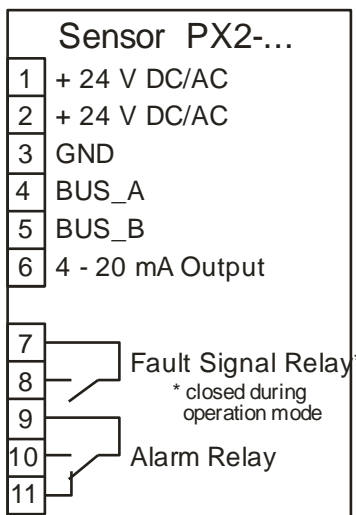 Sensor PX2-...
1 + 24 V DC/AC
2 + 24 V DC/AC
3 GND
4 BUS_A
5 BUS_B
6 4 - 20 mA Output
7
Fault Signal Relay*
8
* closed during
operation mode
9
10 Alarm Relay
11